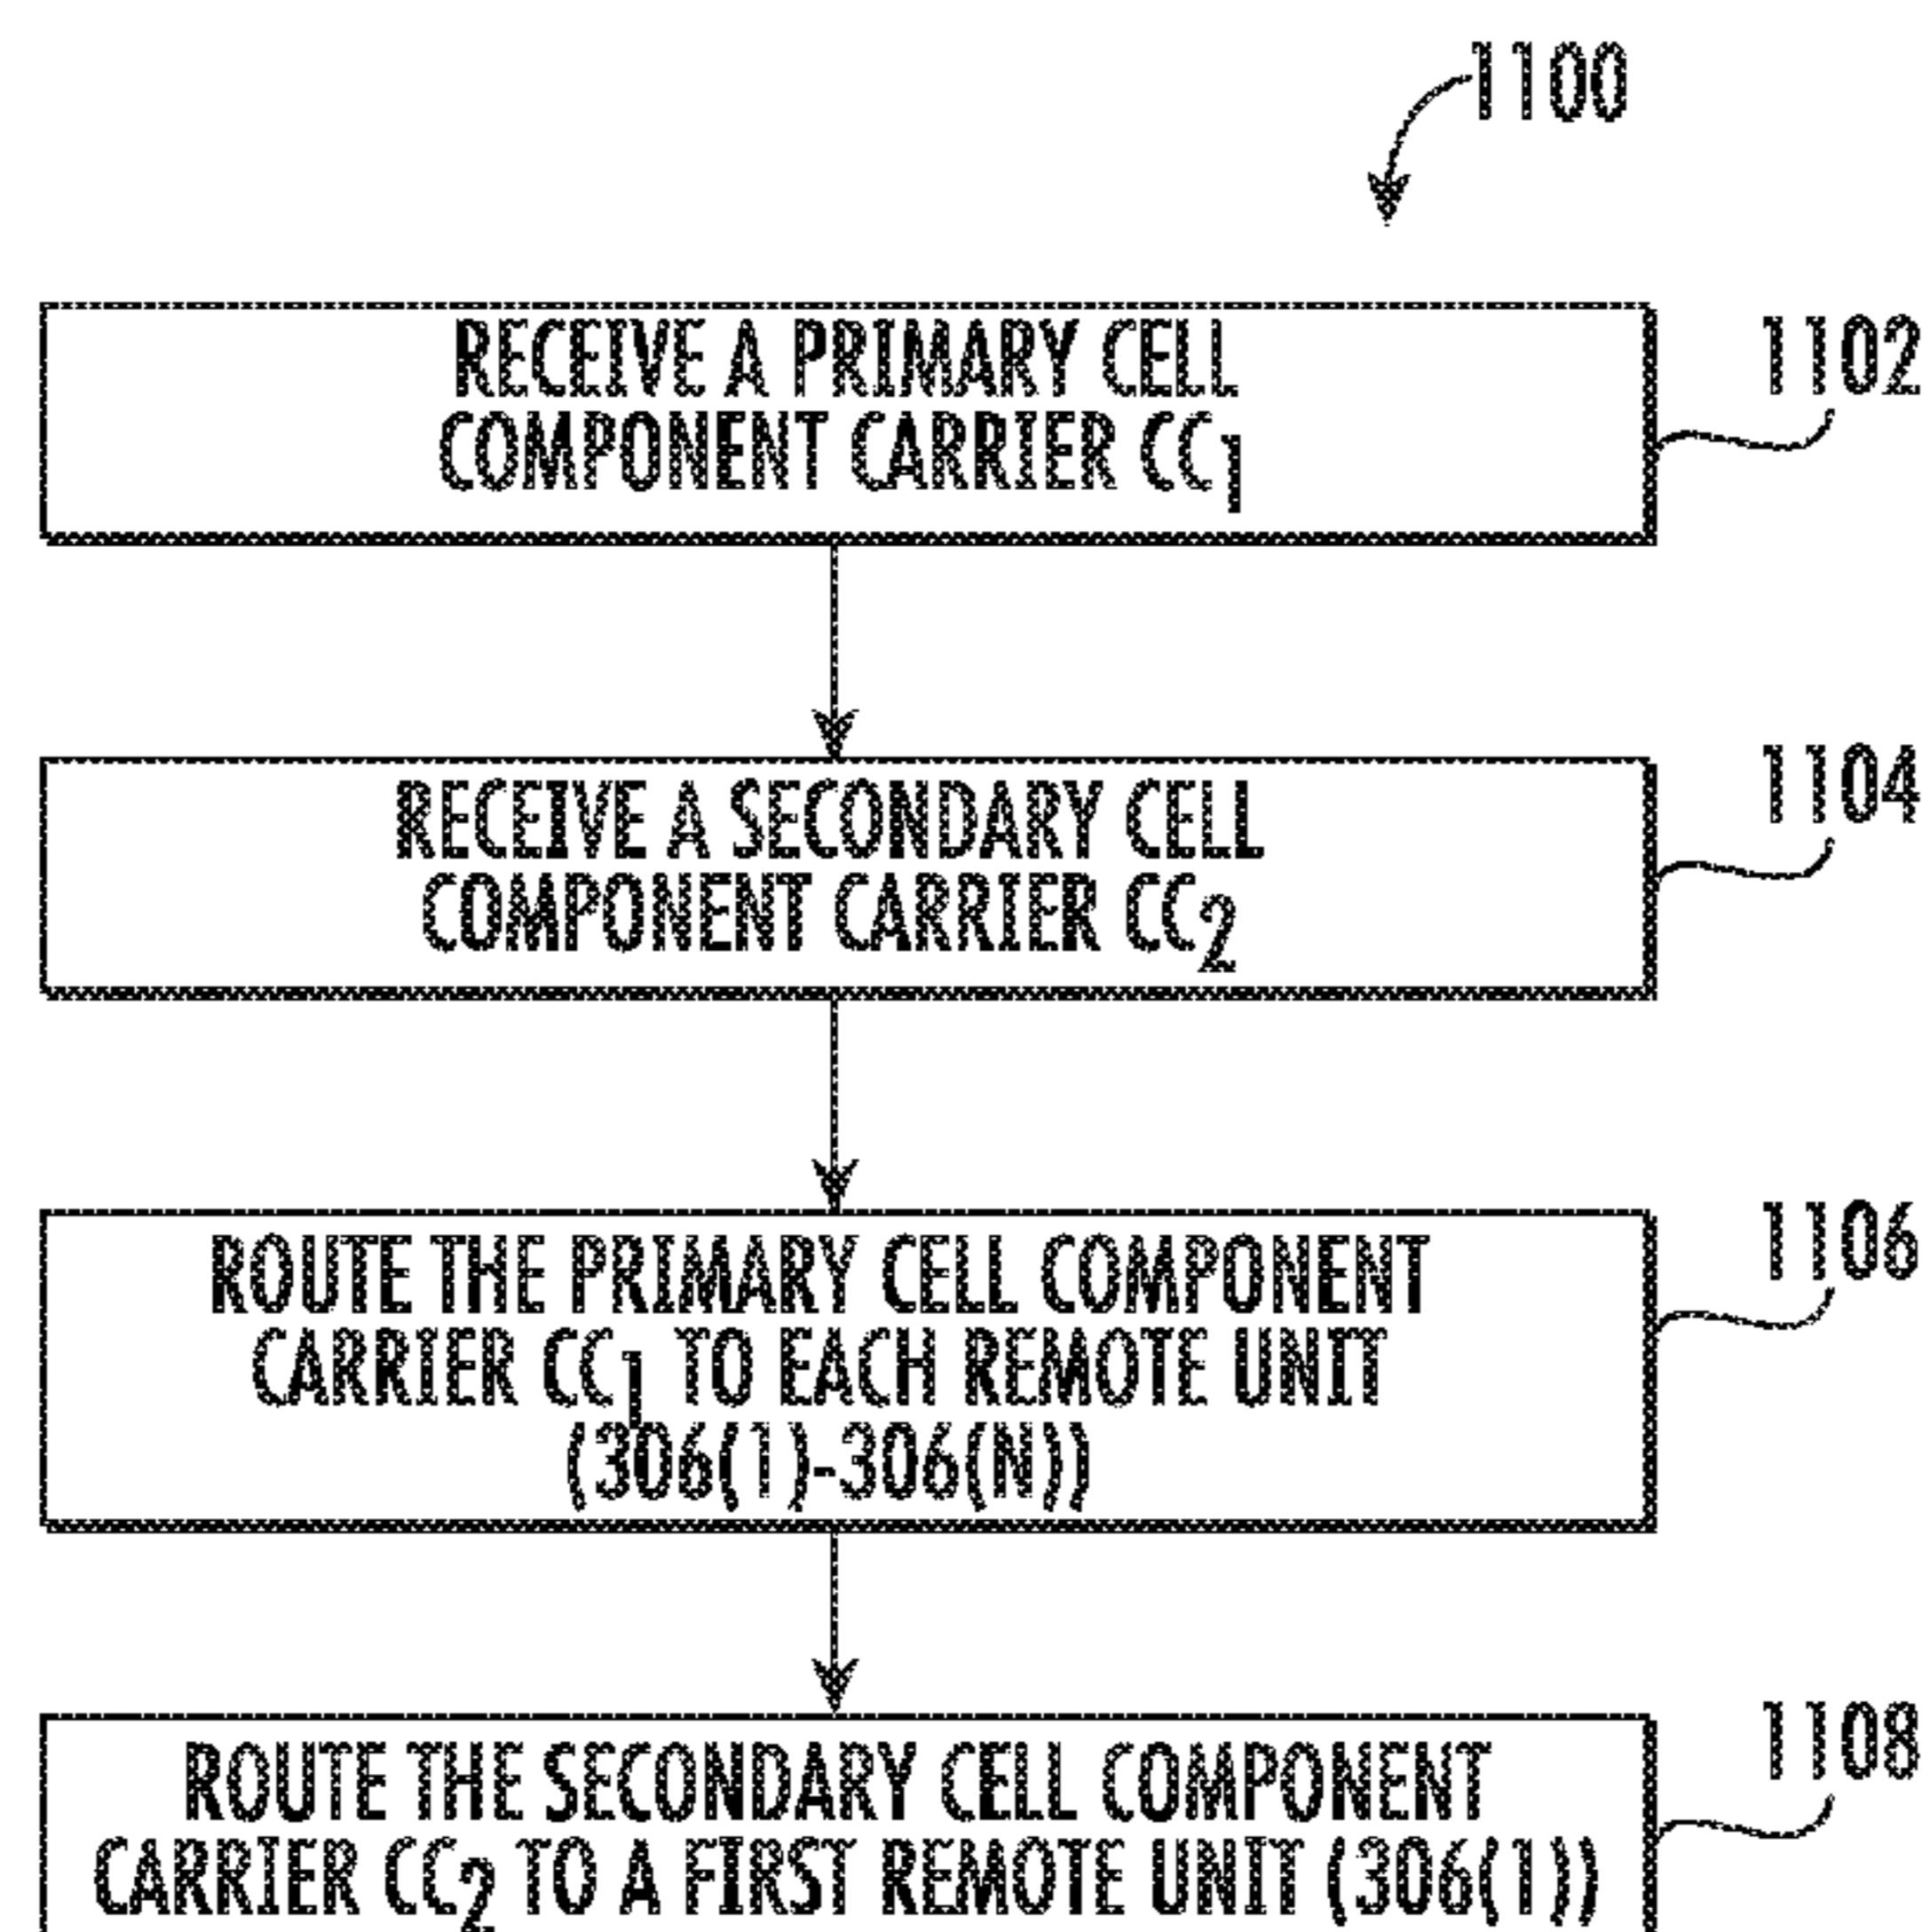 1100
RECEIVE A PRIMARY CELL
COMPONENT CARRIER CC1
1102
RECEIVE A SECONDARY CELL
COMPONENT CARRIER CC2
1104
ROUTE THE PRIMARY CELL COMPONENT
CARRIER CC1 TO EACH REMOTE UNIT
(306(1)-306(N))
1106
ROUTE THE SECONDARY CELL COMPONENT
CARRIER CC2 TO A FIRST REMOTE UNIT (306(1))
1108